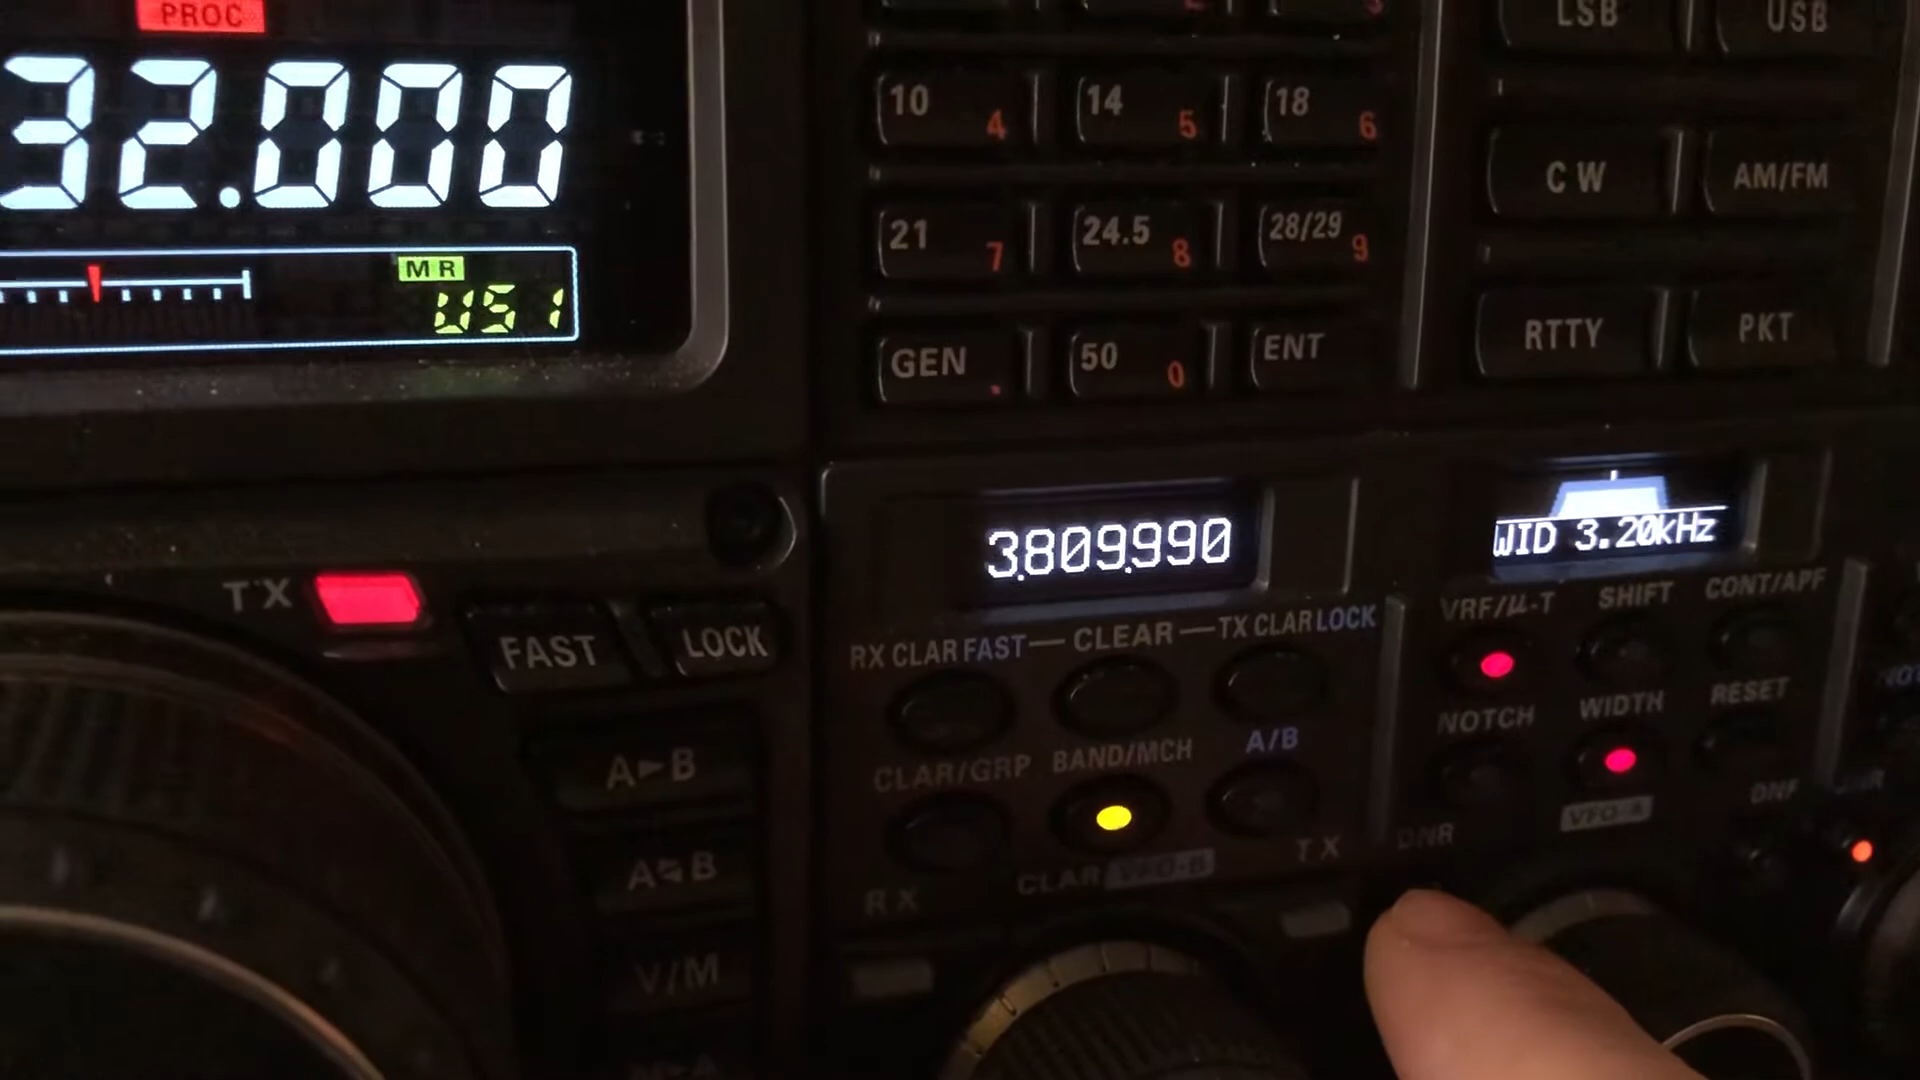 PROC
32.000
MR
US1
10 4
14 5
18 6
21 7
24.5 8
28/29 9
GEN .
50 0
ENT
LSB
USB
CW
AM/FM
RTTY
PKT
3.809.990
WID 3.20kHz
TX
FAST
LOCK
A►B
A◄B
V/M
RX CLAR FAST — CLEAR — TX CLAR LOCK
CLAR/GRP
BAND/MCH
A/B
RX
CLAR VFO-B
TX
VRF/µ-T
SHIFT
CONT/APF
NOTCH
WIDTH
RESET
DNR
VFO-A
DNF